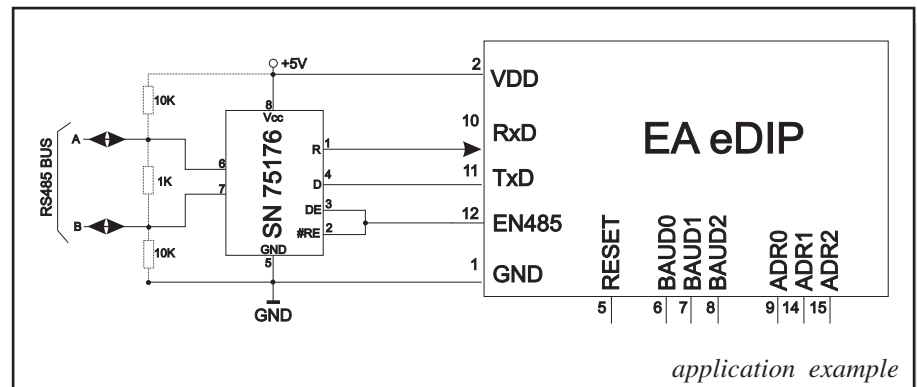 +5V
2
VDD
10K
8
Vcc
10
RxD
EA eDIP
RS485 BUS
A
6
R
1
11
TxD
1K
SN 75176
D
4
7
DE
3
12
EN485
B
#RE
2
10K
GND
5
1
GND
GND
RESET
BAUD0
BAUD1
BAUD2
ADR0
ADR1
ADR2
5
6
7
8
9
14
15
application example